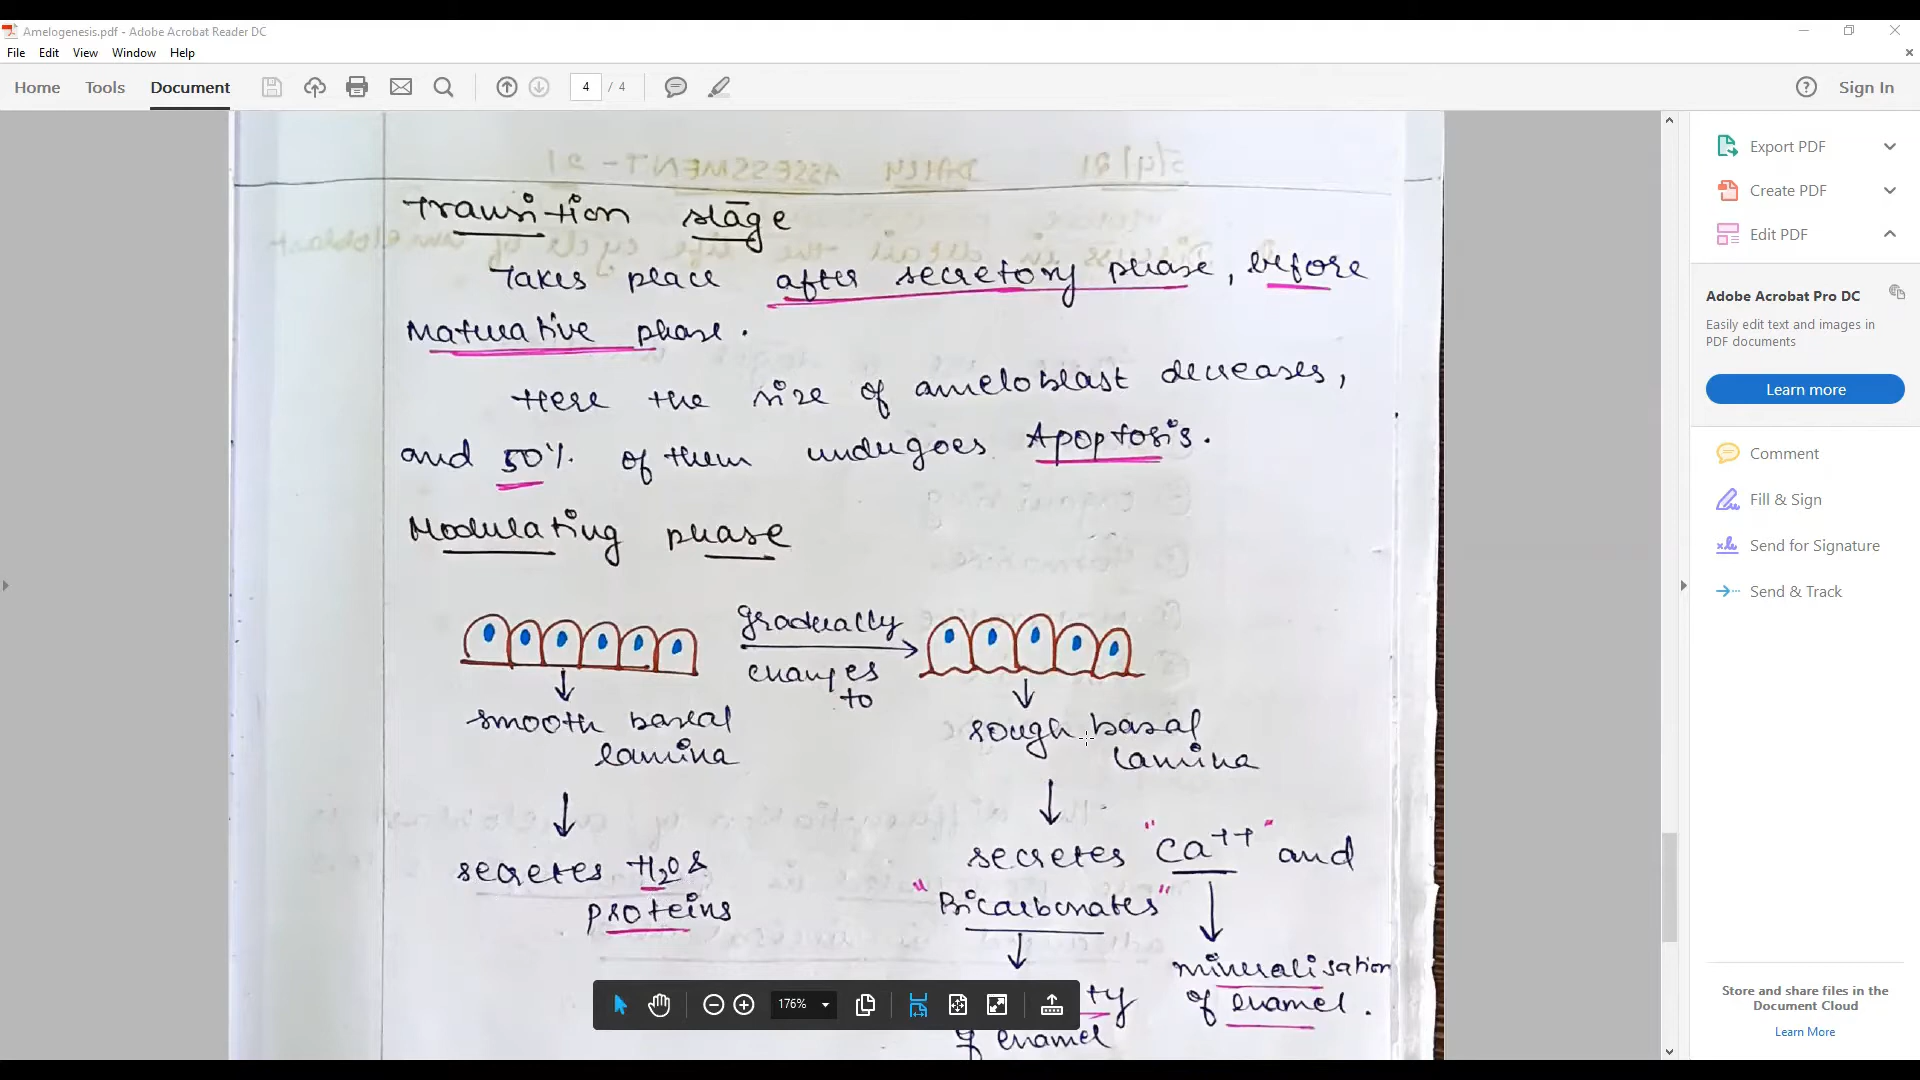 Amelogenesis.pdf - Adobe Acrobat Reader DC
File Edit View Window Help
Home Tools Document 4 / 4 Sign In
Transition stage
Takes place after secretory phase, before
Maturative phase.
Here the size of ameloblast decreases,
and 50% of them undergoes Apoptosis.
Modulating phase
gradually
changes
to
smooth basal
lamina
rough basal
lamina
secretes H2O &
proteins
secretes "Ca++" and
"Bicarbonates"
mineralisation
of enamel.
ty
of enamel
176%
Export PDF
Create PDF
Edit PDF
Adobe Acrobat Pro DC
Easily edit text and images in
PDF documents
Learn more
Comment
Fill & Sign
Send for Signature
Send & Track
Store and share files in the
Document Cloud
Learn More